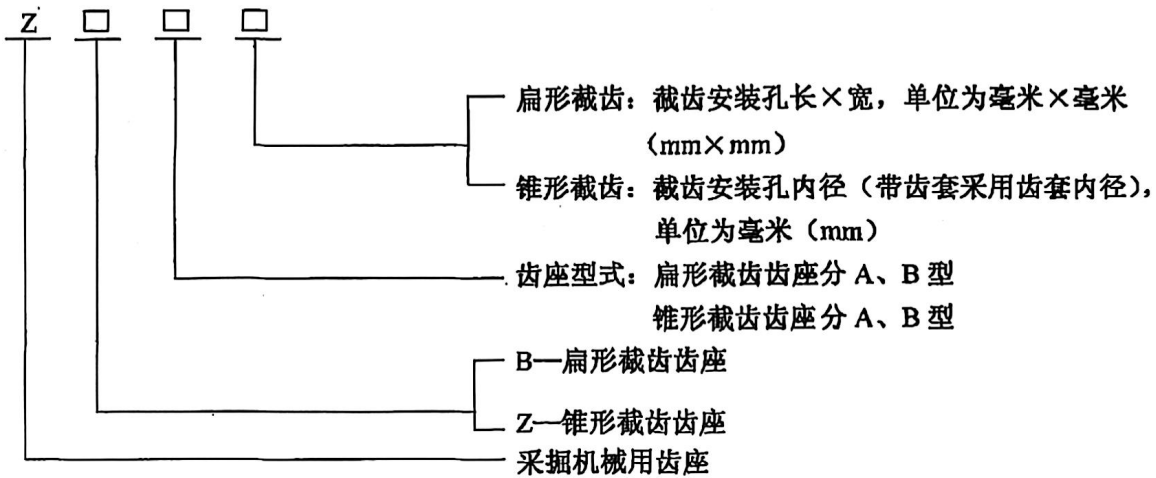 Z □ □ □
扁形截齿：截齿安装孔长×宽，单位为毫米×毫米
（mm×mm）
锥形截齿：截齿安装孔内径（带齿套采用齿套内径），
单位为毫米（mm）
齿座型式：扁形截齿齿座分 A、B 型
锥形截齿齿座分 A、B 型
B—扁形截齿齿座
Z—锥形截齿齿座
采掘机械用齿座